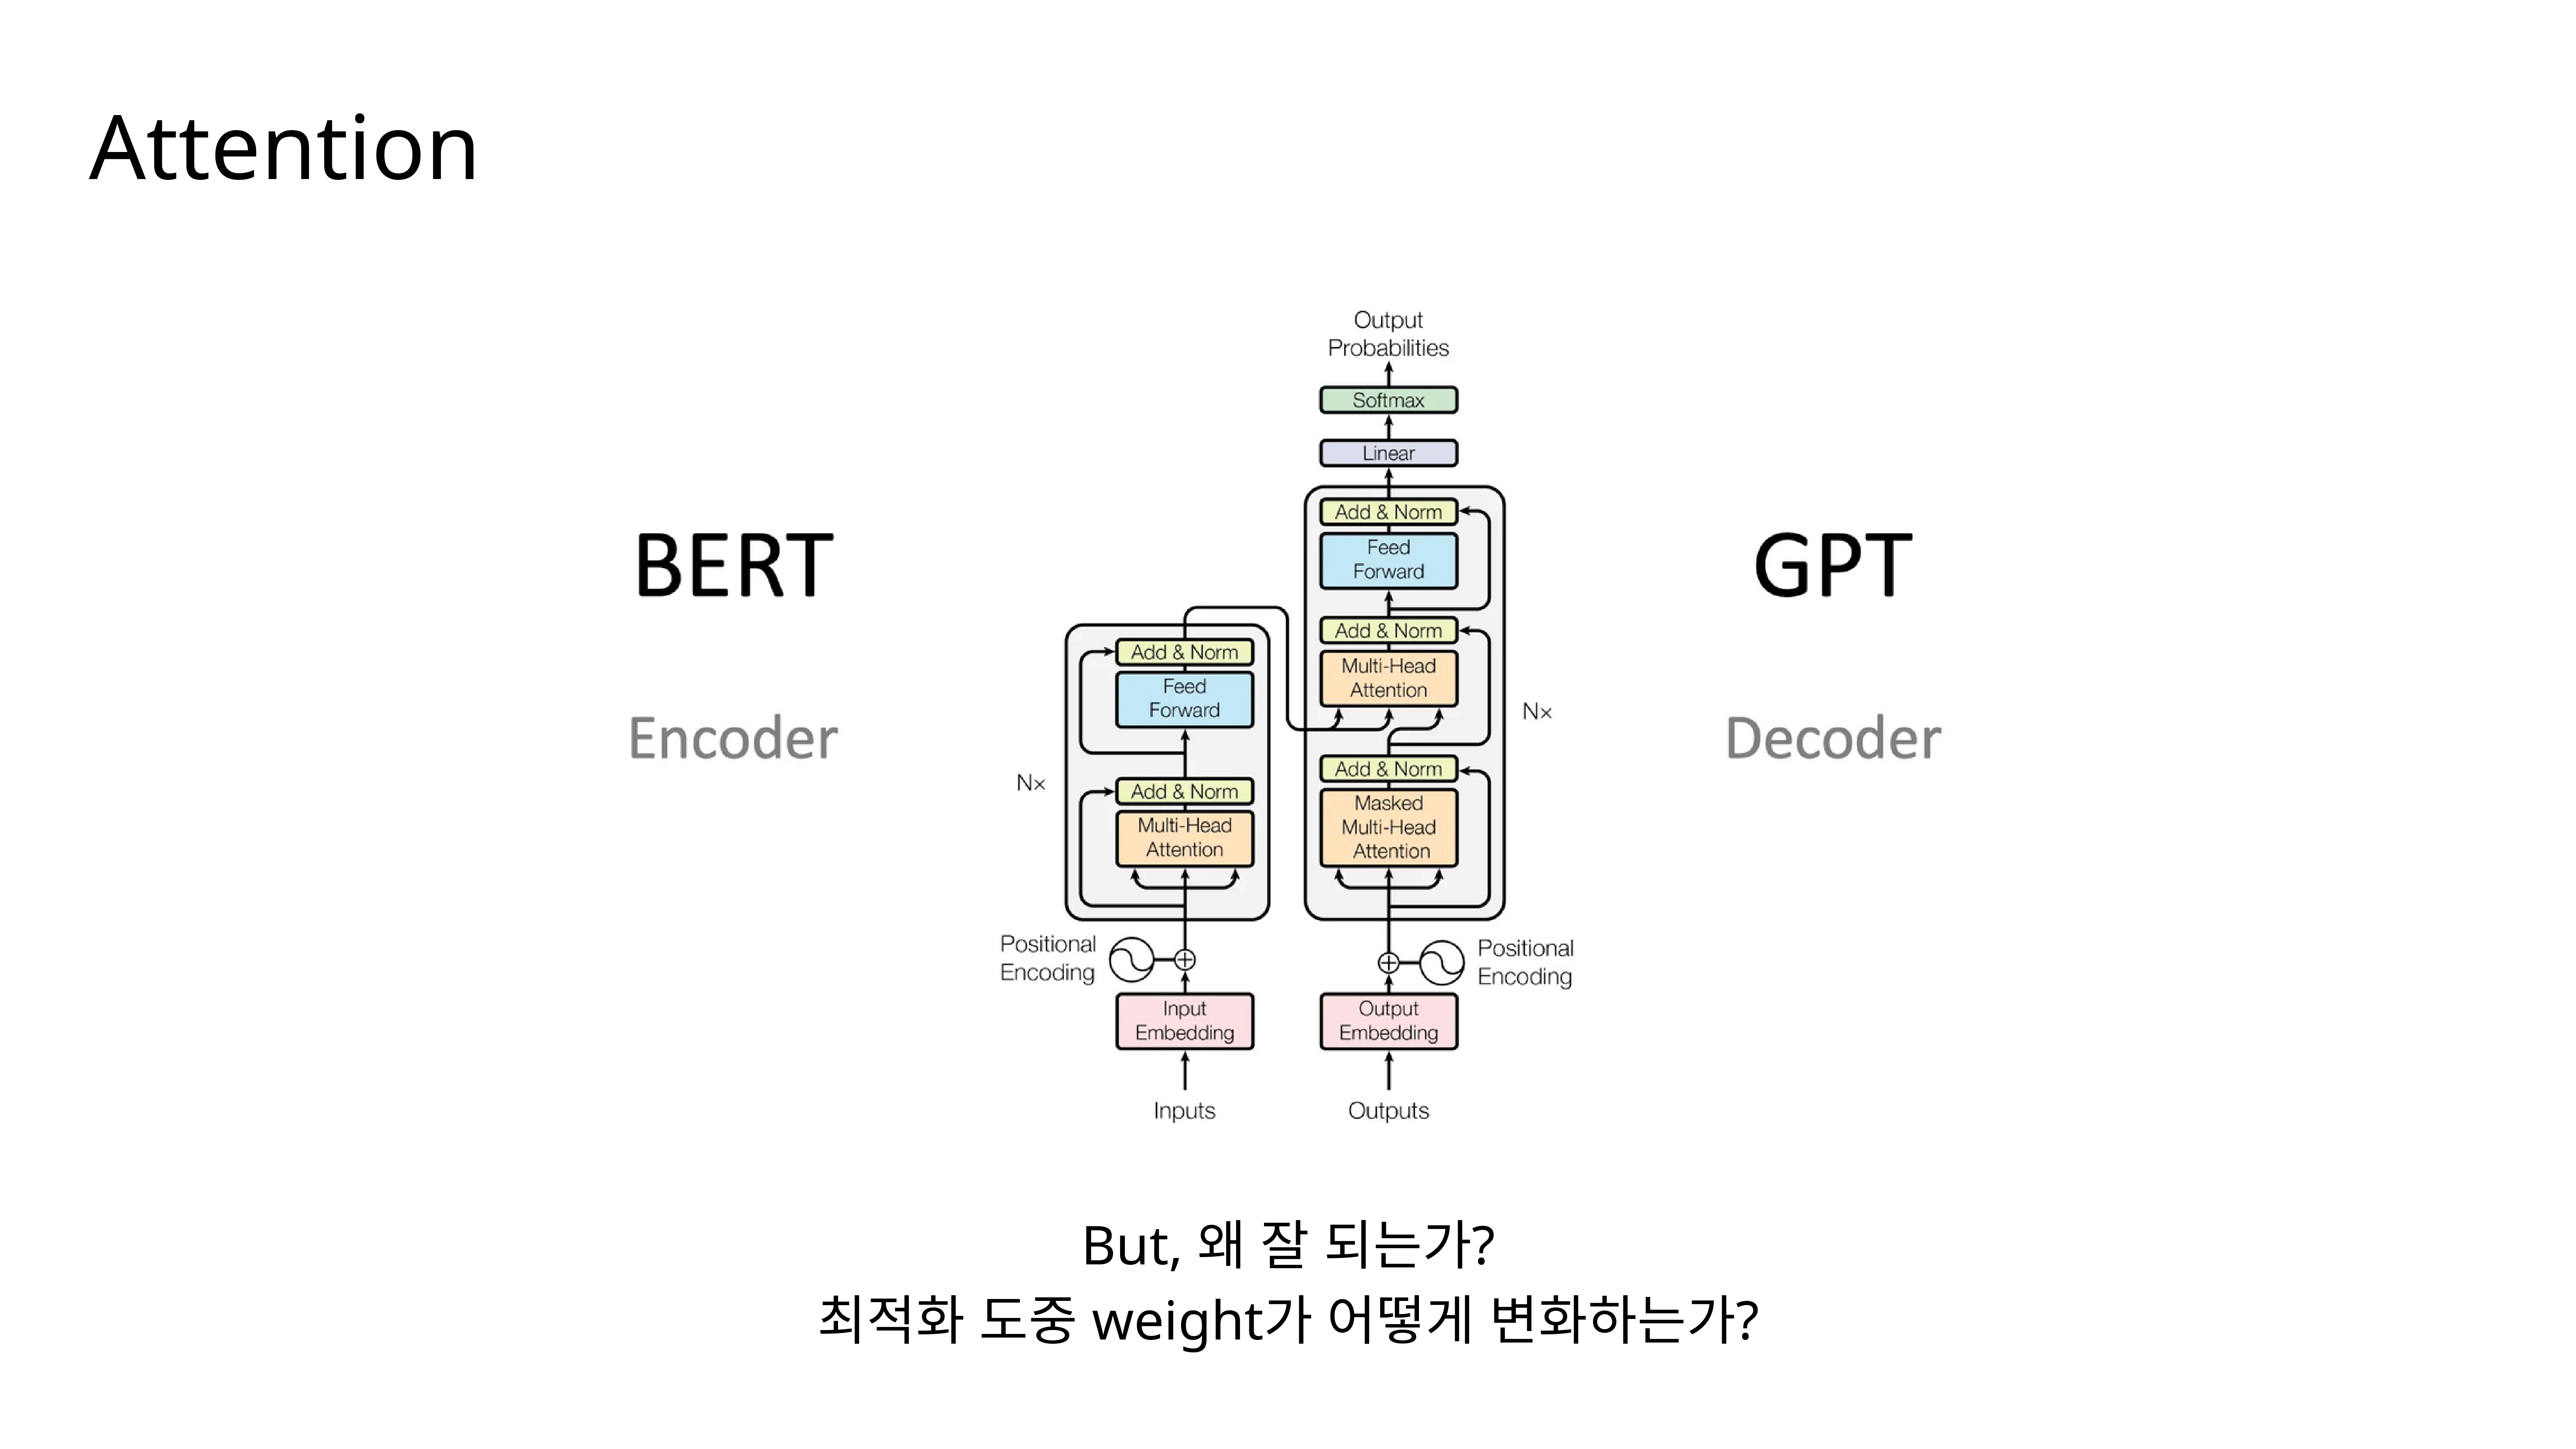 Attention
BERT
Encoder
Output
Probabilities
Softmax
Linear
Add & Norm
Feed
Forward
Add & Norm
Multi-Head
Attention
Add & Norm
Masked
Multi-Head
Attention
N×
Add & Norm
Feed
Forward
Add & Norm
Multi-Head
Attention
N×
Positional
Encoding
Positional
Encoding
Input
Embedding
Output
Embedding
Inputs
Outputs
GPT
Decoder
But, 왜 잘 되는가?
최적화 도중 weight가 어떻게 변화하는가?